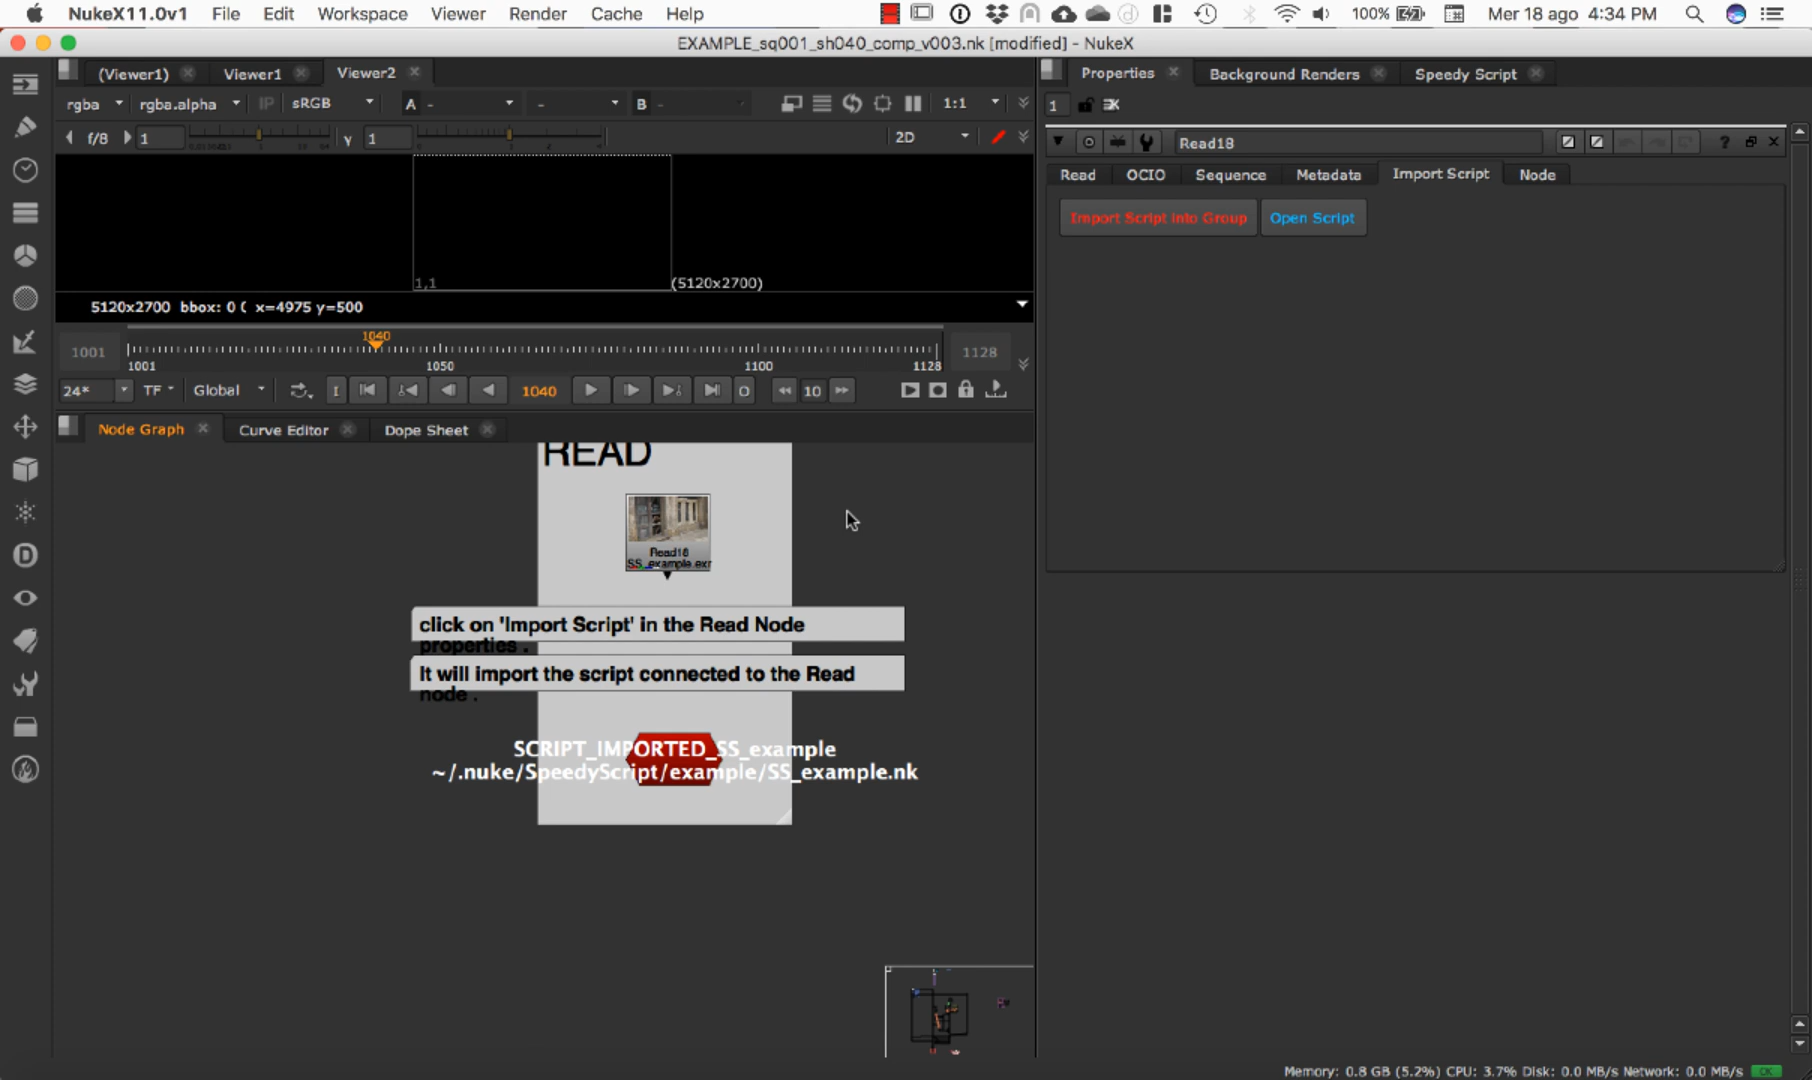 NukeX11.0v1 File Edit Workspace Viewer Render Cache Help 100% Mer 18 ago 4:34 PM
EXAMPLE_sq001_sh040_comp_v003.nk [modified] - NukeX
(Viewer1) Viewer1 Viewer2
rgba rgba.alpha IP sRGB A - - B - 1:1
f/8 1 y 1 2D
1,1 (5120x2700)
5120x2700 bbox: 0 ( x=4975 y=500
1040
1001 1128
1001 1050 1100 1128
24* TF Global I 1040 O 10
Node Graph Curve Editor Dope Sheet
READ
Read18
SS_example.exr
click on 'Import Script' in the Read Node
properties .
It will import the script connected to the Read
node .
SCRIPT_IMPORTED_SS_example
~/.nuke/SpeedyScript/example/SS_example.nk
Properties Background Renders Speedy Script
1
Read18 ?
Read OCIO Sequence Metadata Import Script Node
Import Script into Group Open Script
Memory: 0.8 GB (5.2%) CPU: 3.7% Disk: 0.0 MB/s Network: 0.0 MB/s